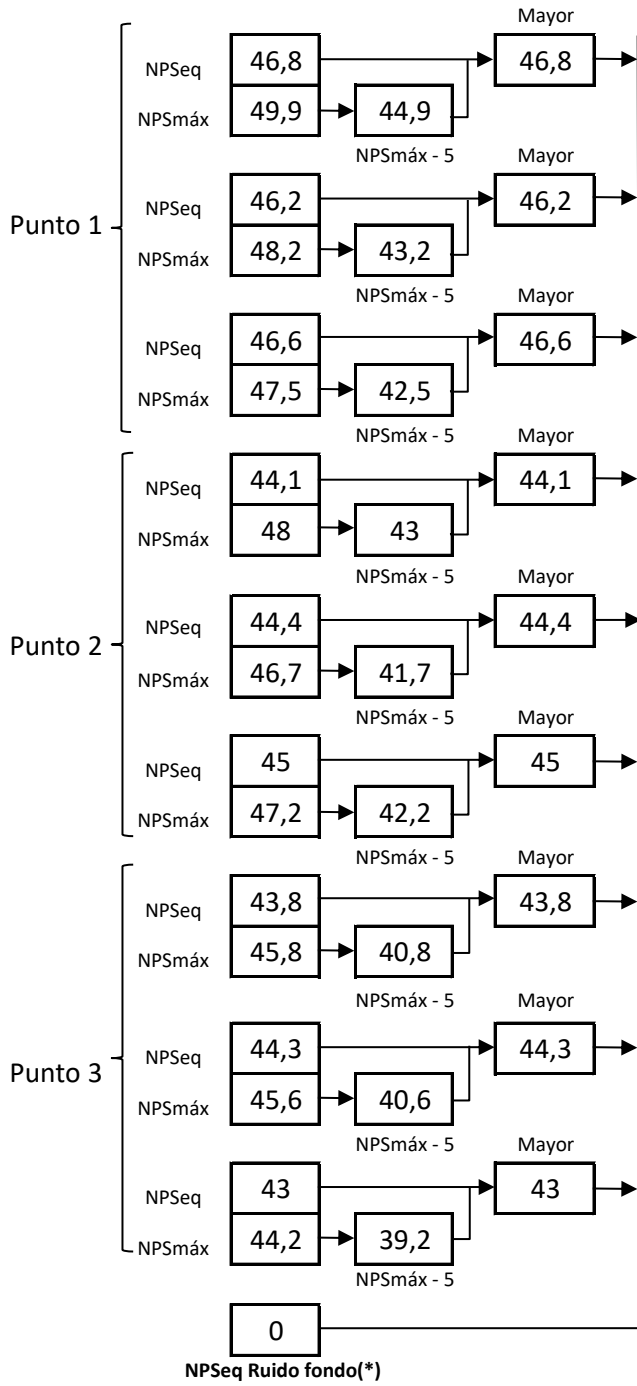 Mayor
NPSeq 46,8 46,8
NPSmáx 49,9 44,9
NPSmáx - 5
Mayor
NPSeq 46,2 46,2
Punto 1
NPSmáx 48,2 43,2
NPSmáx - 5
Mayor
NPSeq 46,6 46,6
NPSmáx 47,5 42,5
NPSmáx - 5
Mayor
NPSeq 44,1 44,1
NPSmáx 48 43
NPSmáx - 5
Mayor
NPSeq 44,4 44,4
Punto 2
NPSmáx 46,7 41,7
NPSmáx - 5
Mayor
NPSeq 45 45
NPSmáx 47,2 42,2
NPSmáx - 5
Mayor
NPSeq 43,8 43,8
NPSmáx 45,8 40,8
NPSmáx - 5
Mayor
NPSeq 44,3 44,3
Punto 3
NPSmáx 45,6 40,6
NPSmáx - 5
Mayor
NPSeq 43 43
NPSmáx 44,2 39,2
NPSmáx - 5
0
NPSeq Ruido fondo(*)